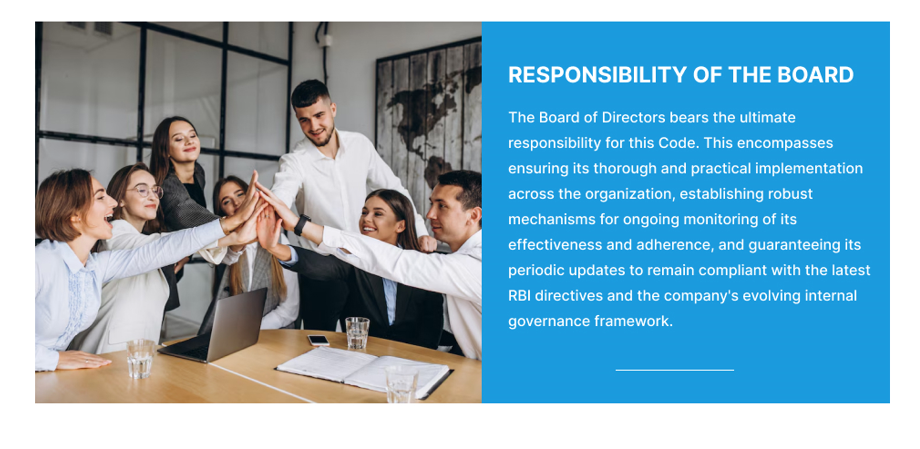 RESPONSIBILITY OF THE BOARD
The Board of Directors bears the ultimate
responsibility for this Code. This encompasses
ensuring its thorough and practical implementation
across the organization, establishing robust
mechanisms for ongoing monitoring of its
effectiveness and adherence, and guaranteeing its
periodic updates to remain compliant with the latest
RBI directives and the company's evolving internal
governance framework.